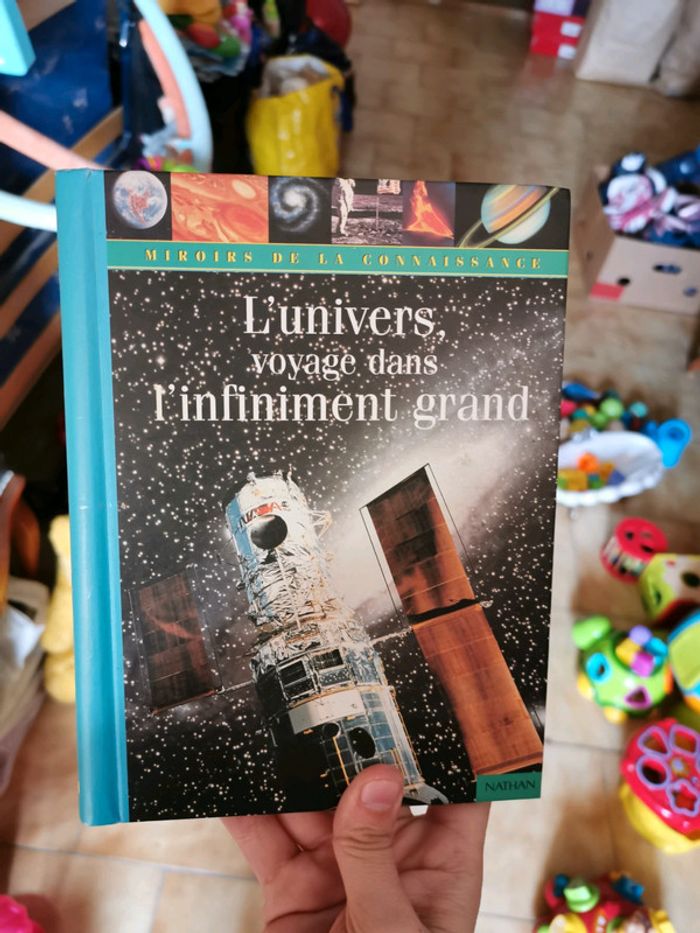 MIROIRS DE LA CONNAISSANCE
L'univers,
voyage dans
l'infiniment grand
NASA
NATHAN